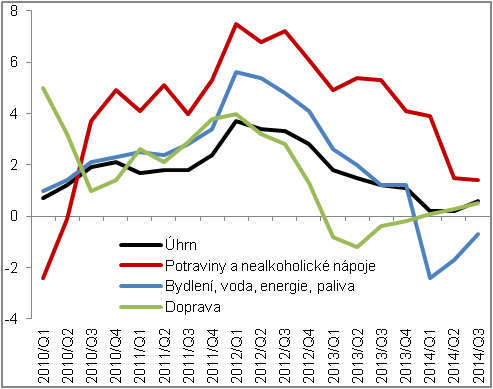 8
6
4
2
0
-2
-4
Úhrn
Potraviny a nealkoholické nápoje
Bydlení, voda, energie, paliva
Doprava
2010/Q1
2010/Q2
2010/Q3
2010/Q4
2011/Q1
2011/Q2
2011/Q3
2011/Q4
2012/Q1
2012/Q2
2012/Q3
2012/Q4
2013/Q1
2013/Q2
2013/Q3
2013/Q4
2014/Q1
2014/Q2
2014/Q3